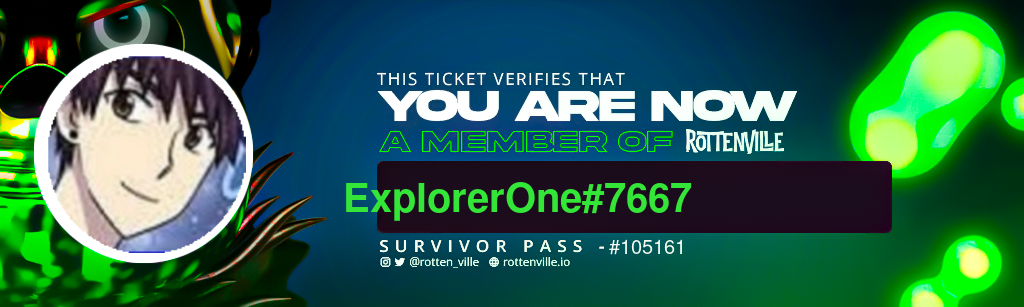 THIS TICKET VERIFIES THAT
YOU ARE NOW
A MEMBER OF ROTTENVILLE
ExplorerOne#7667
SURVIVOR PASS - #105161
@rotten_ville rottenville.io